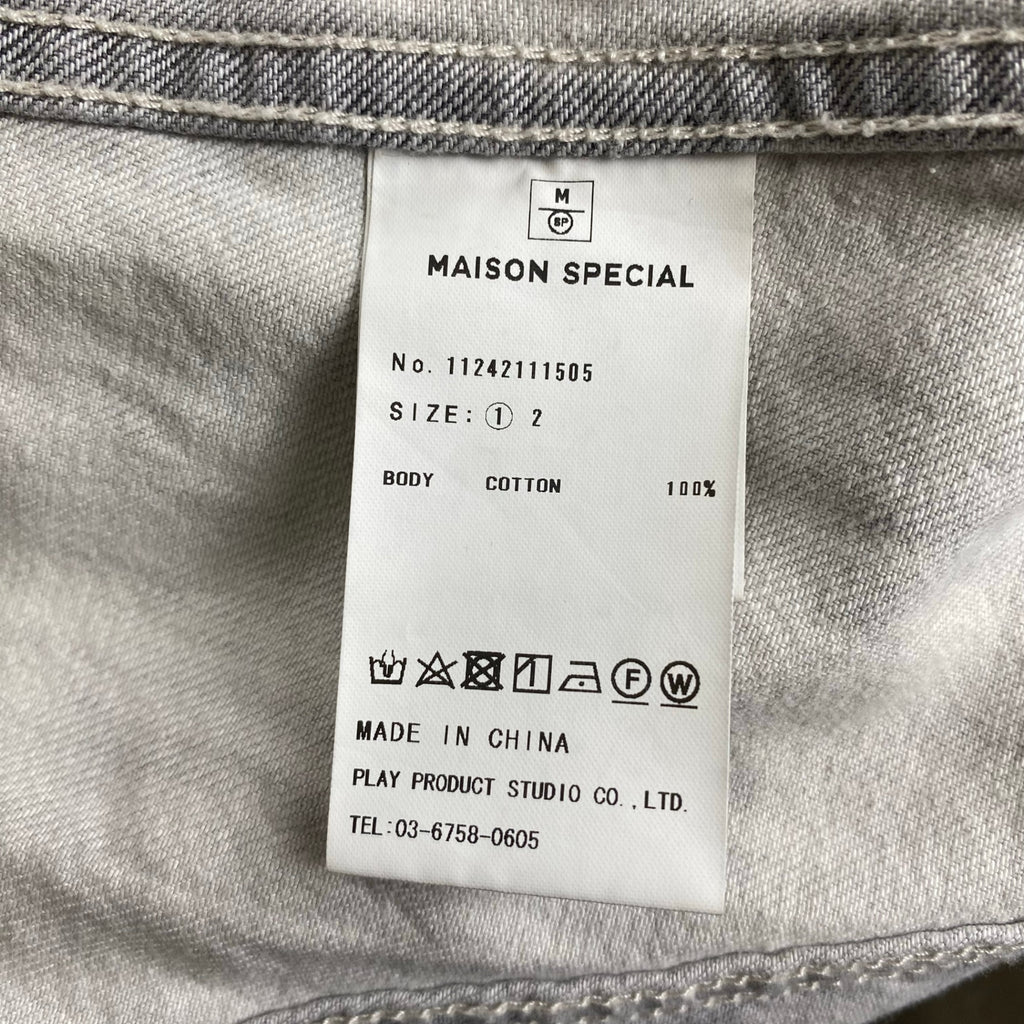 M
SP
MAISON SPECIAL
No. 11242111505
SIZE: ① 2
BODY COTTON 100%
F W
MADE IN CHINA
PLAY PRODUCT STUDIO CO.,LTD.
TEL:03-6758-0605